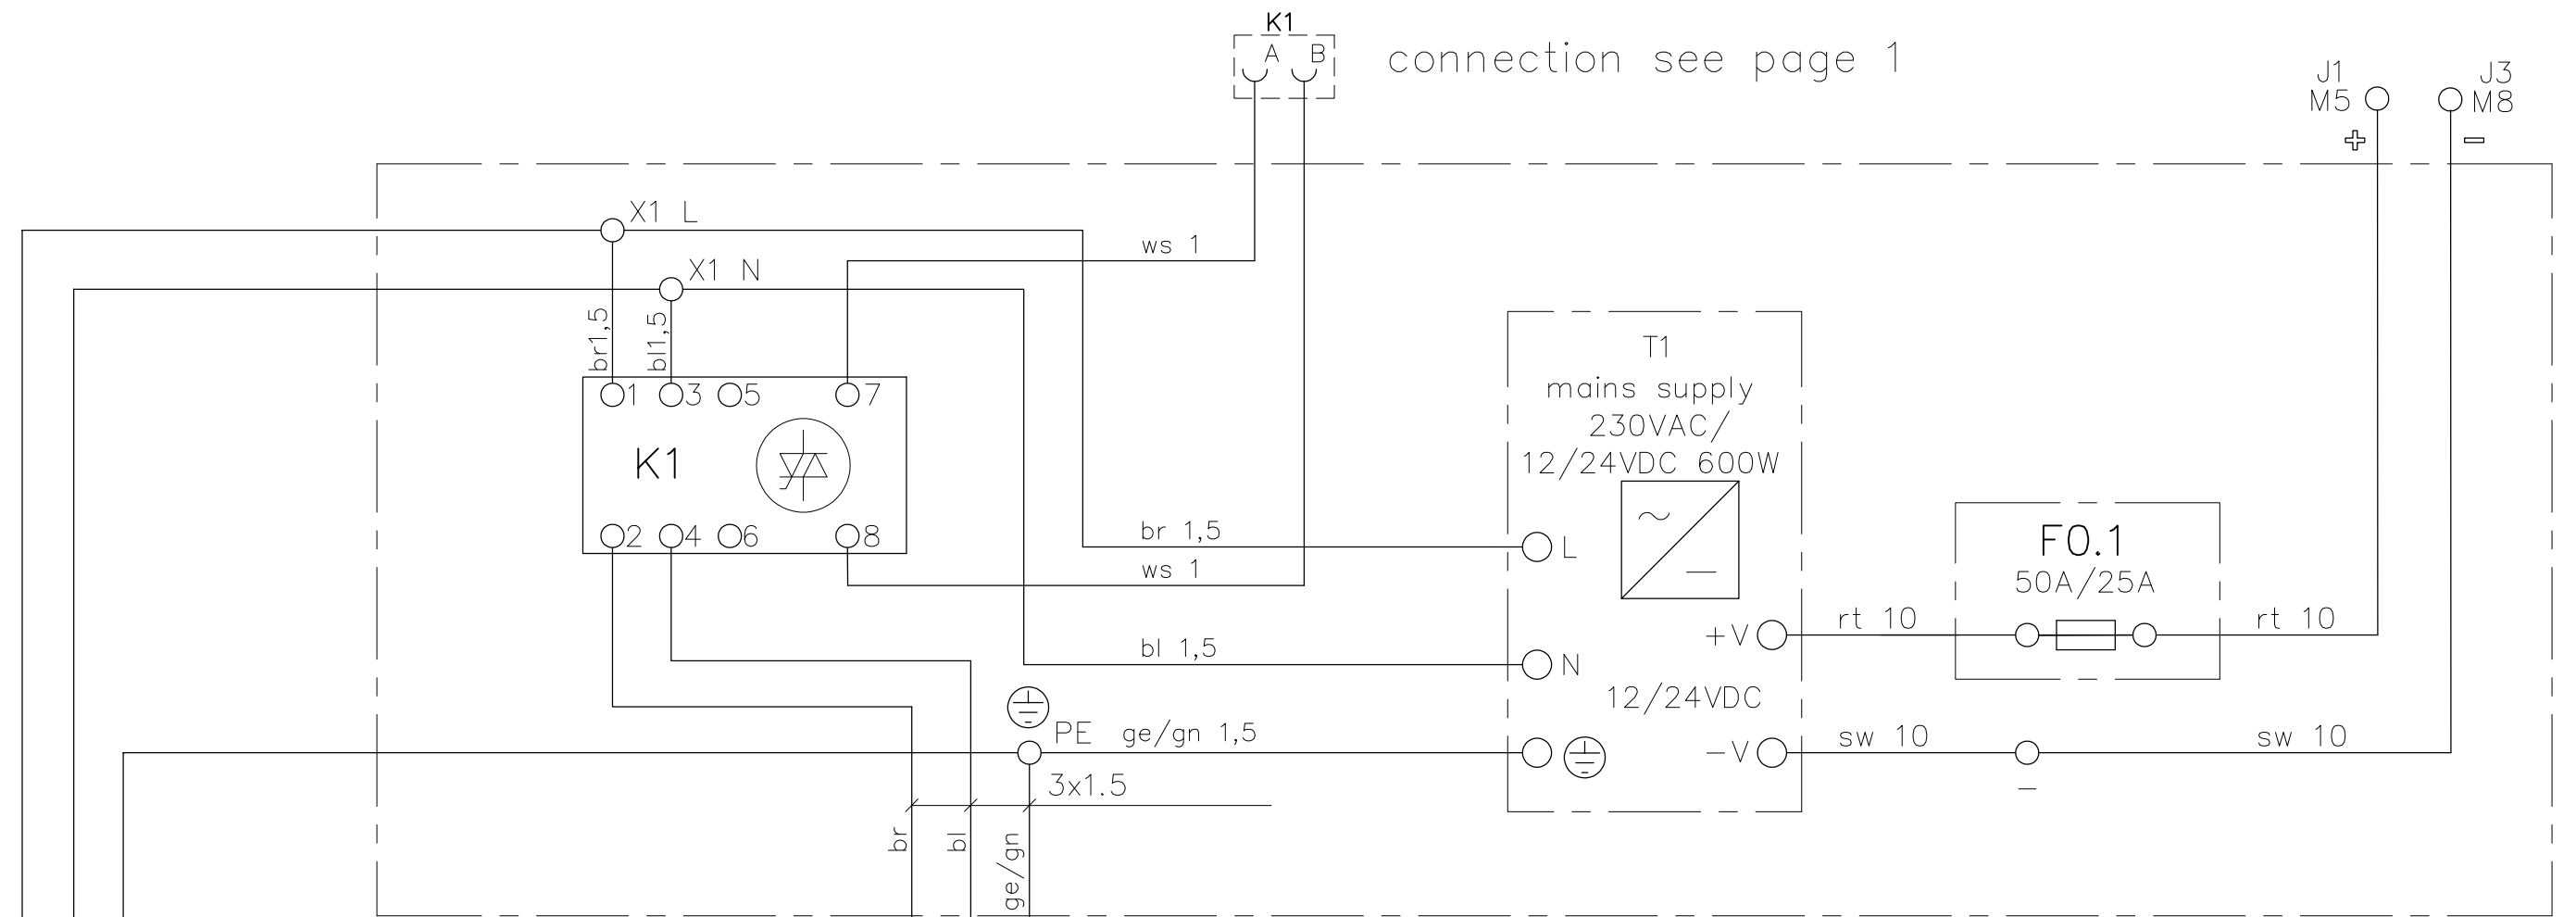 K1
A B
connection see page 1
J1
M5
J3
M8
+
-
X1 L
ws 1
X1 N
br1,5
bl1,5
1 3 5 7
K1
2 4 6 8
T1
mains supply
230VAC/
12/24VDC 600W
br 1,5
L
ws 1
F0.1
50A/25A
+V
rt 10
rt 10
bl 1,5
N
12/24VDC
PE
ge/gn 1,5
-V
sw 10
sw 10
-
3x1.5
br
bl
ge/gn